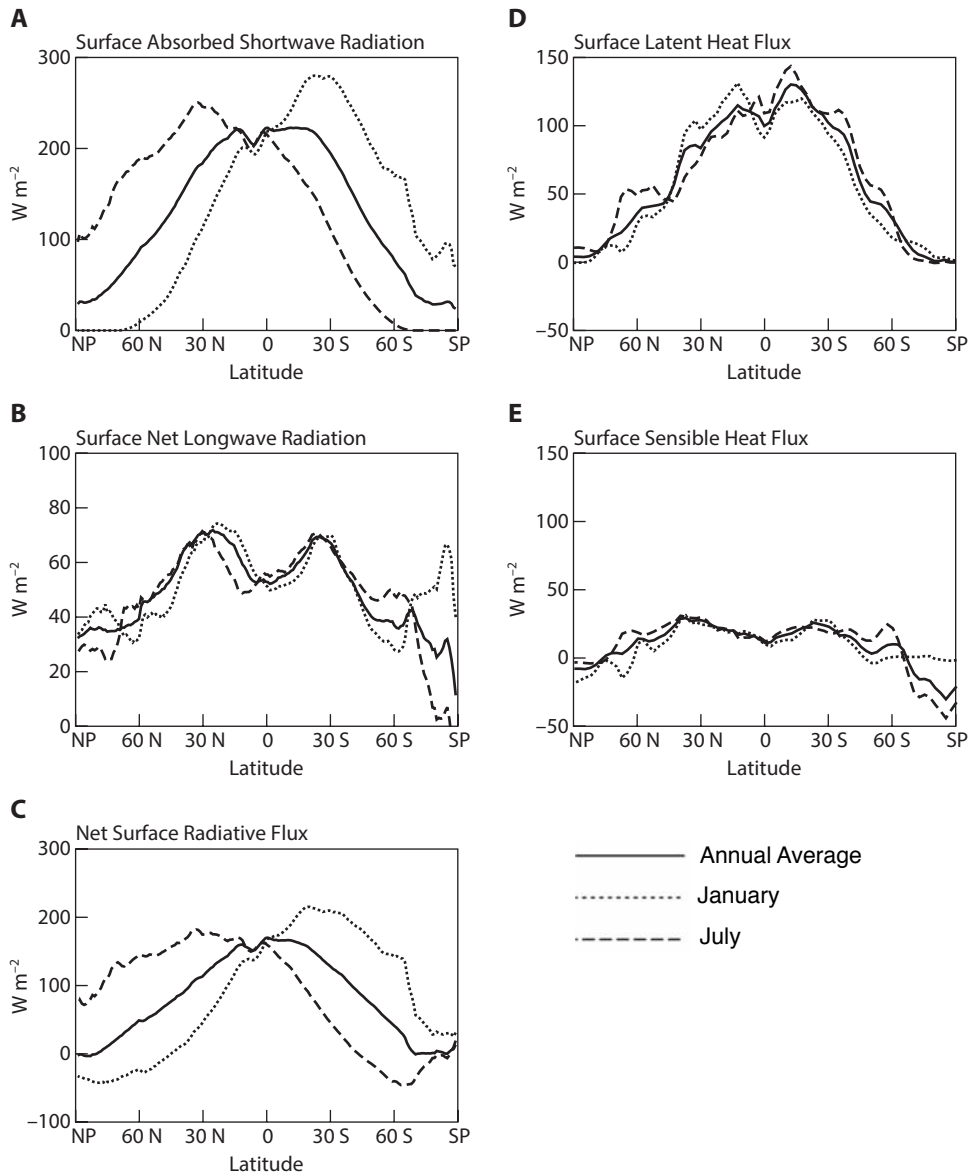 A
Surface Absorbed Shortwave Radiation
300
200
100
0
W m⁻²
NP 60 N 30 N 0 30 S 60 S SP
Latitude
B
Surface Net Longwave Radiation
100
80
60
40
20
0
W m⁻²
NP 60 N 30 N 0 30 S 60 S SP
Latitude
C
Net Surface Radiative Flux
300
200
100
0
−100
W m⁻²
NP 60 N 30 N 0 30 S 60 S SP
Latitude
D
Surface Latent Heat Flux
150
100
50
0
−50
W m⁻²
NP 60 N 30 N 0 30 S 60 S SP
Latitude
E
Surface Sensible Heat Flux
150
100
50
0
−50
W m⁻²
NP 60 N 30 N 0 30 S 60 S SP
Latitude
Annual Average
January
July